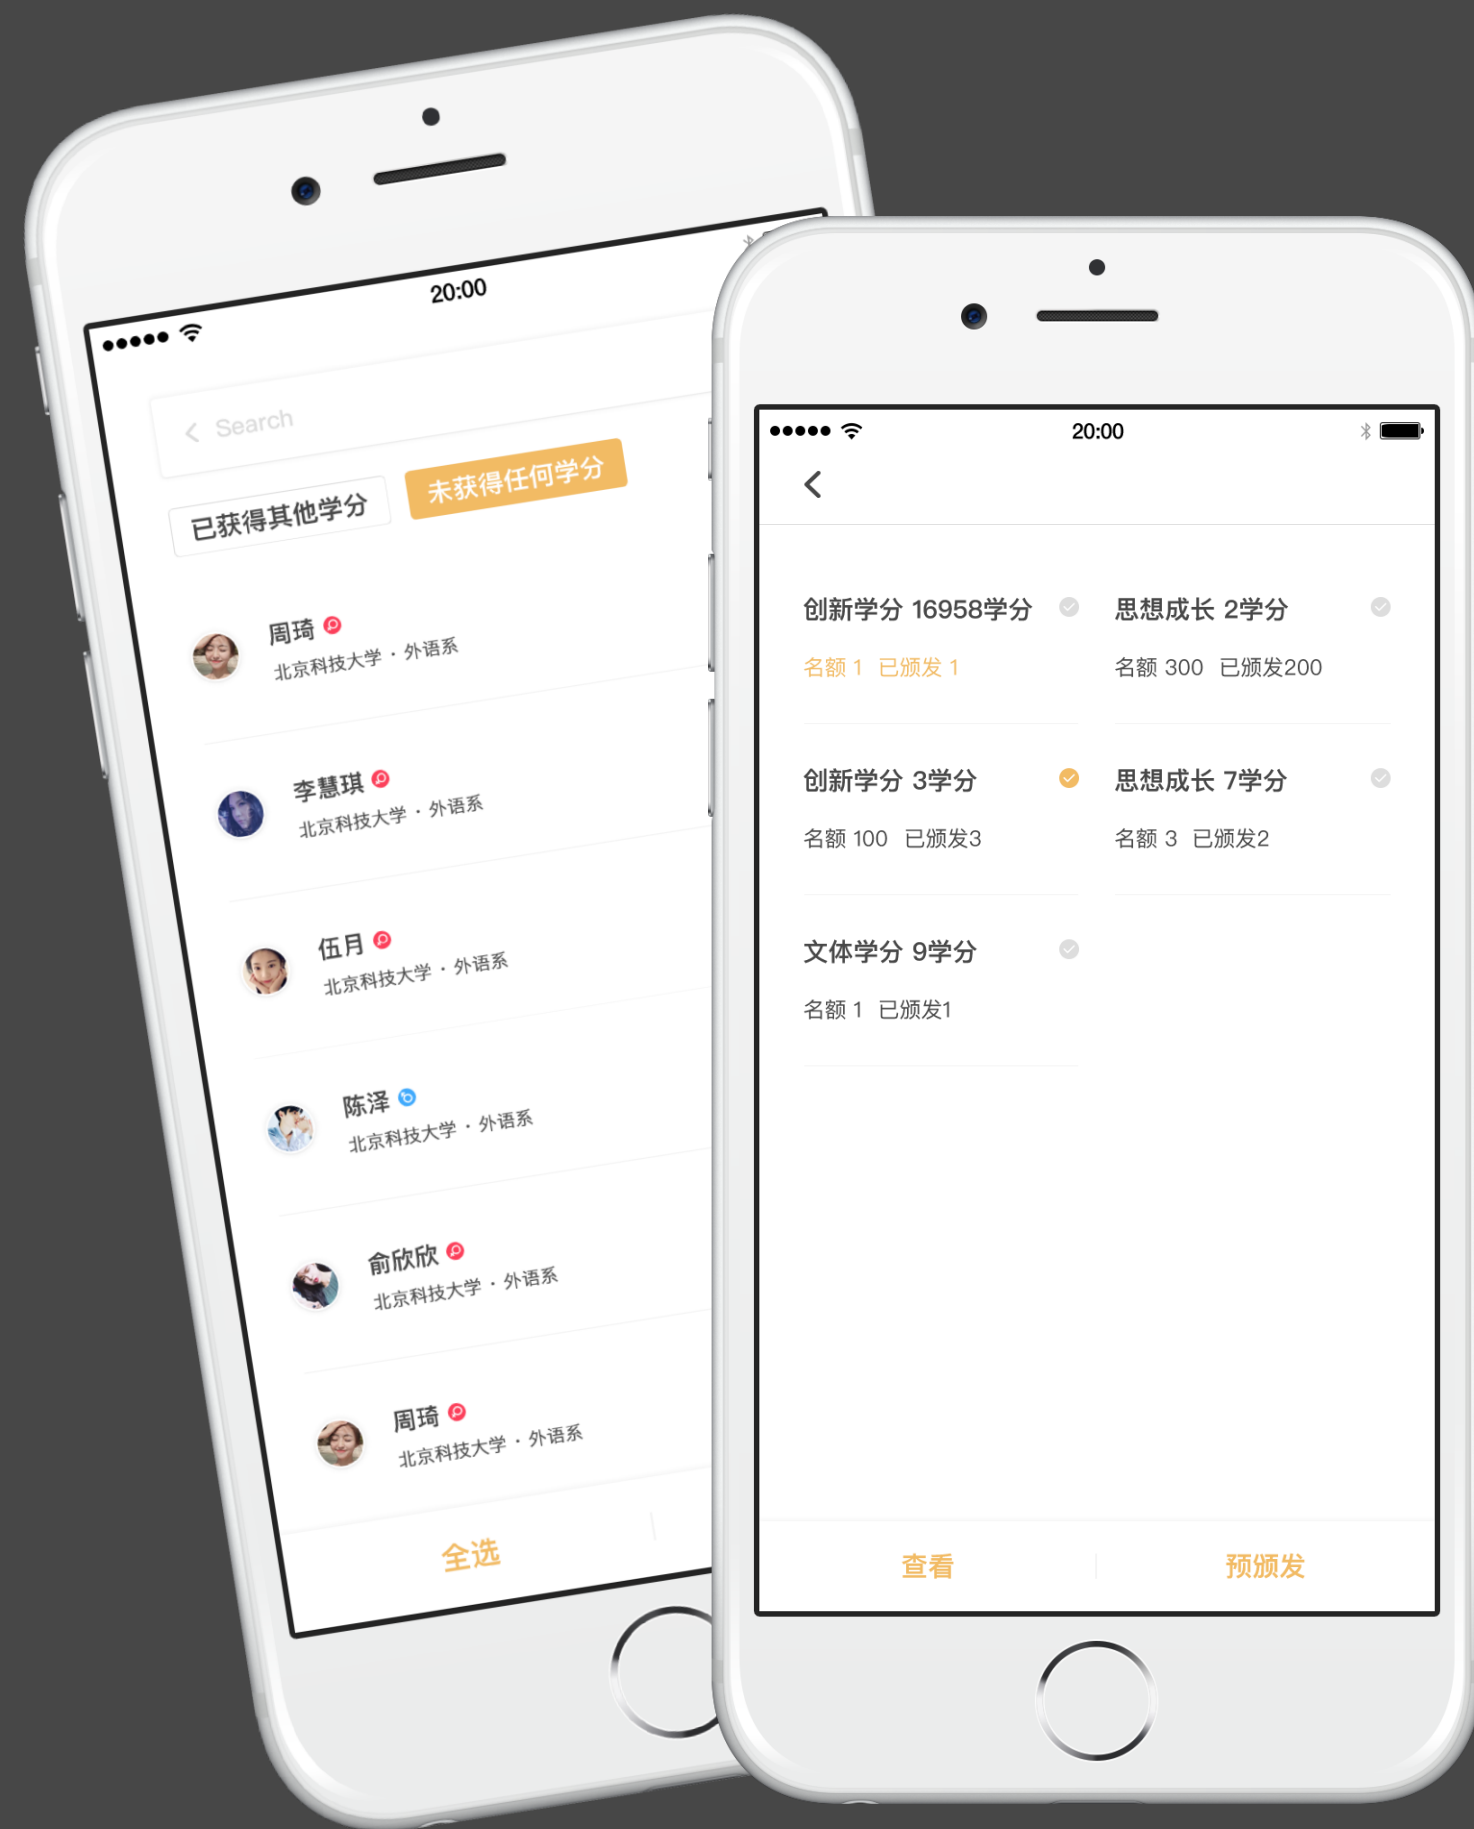 20:00
Search
已获得其他学分 未获得任何学分
周琦
北京科技大学 · 外语系
李慧琪
北京科技大学 · 外语系
伍月
北京科技大学 · 外语系
陈泽
北京科技大学 · 外语系
俞欣欣
北京科技大学 · 外语系
周琦
北京科技大学 · 外语系
全选
20:00
创新学分 16958学分
名额 1 已颁发 1
思想成长 2学分
名额 300 已颁发200
创新学分 3学分
名额 100 已颁发3
思想成长 7学分
名额 3 已颁发2
文体学分 9学分
名额 1 已颁发1
查看 预颁发